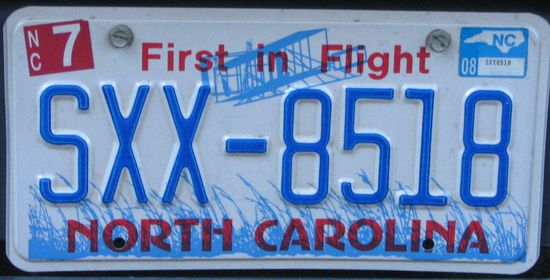 NC 7
First in Flight
NC
08 SXX8518
SXX-8518
NORTH CAROLINA